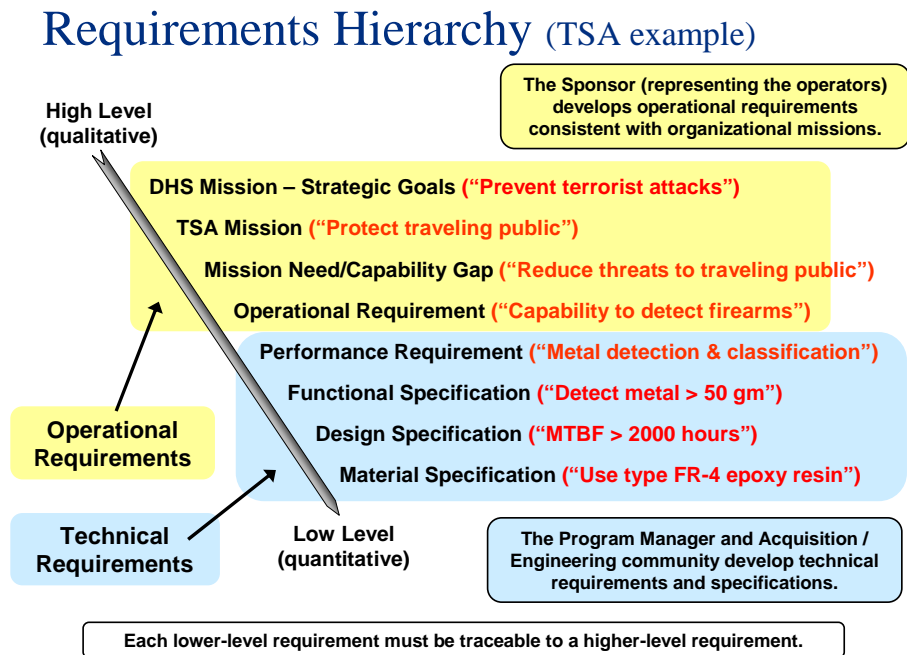 Requirements Hierarchy (TSA example)
The Sponsor (representing the operators)
develops operational requirements
consistent with organizational missions.
High Level
(qualitative)
DHS Mission – Strategic Goals (“Prevent terrorist attacks”)
TSA Mission (“Protect traveling public”)
Mission Need/Capability Gap (“Reduce threats to traveling public”)
Operational Requirement (“Capability to detect firearms”)
Performance Requirement (“Metal detection & classification”)
Functional Specification (“Detect metal > 50 gm”)
Design Specification (“MTBF > 2000 hours”)
Material Specification (“Use type FR-4 epoxy resin”)
Operational
Requirements
Technical
Requirements
Low Level
(quantitative)
The Program Manager and Acquisition /
Engineering community develop technical
requirements and specifications.
Each lower-level requirement must be traceable to a higher-level requirement.